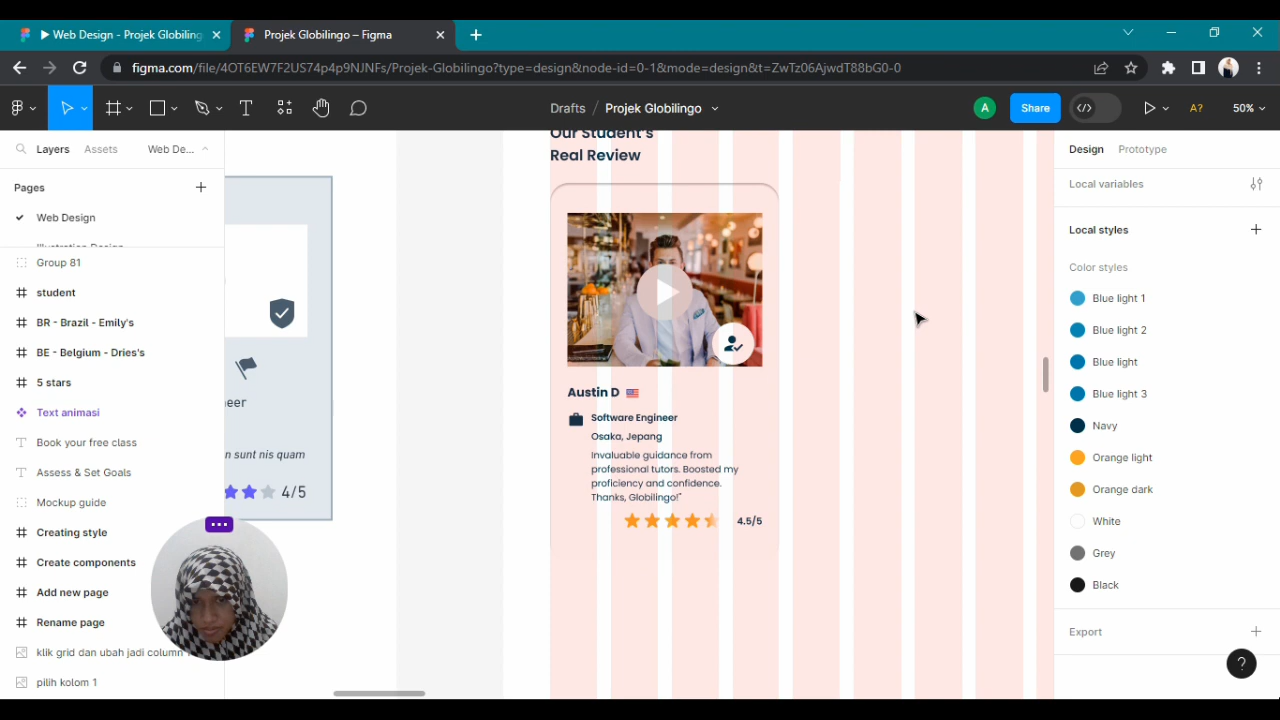 Web Design - Projek Globilingo
Projek Globilingo – Figma
figma.com/file/4OT6EW7F2US74p4p9NJNFs/Projek-Globilingo?type=design&node-id=0-1&mode=design&t=ZwTz06AjwdT88bG0-0
Drafts / Projek Globilingo
A
Share
A?
50%
Layers
Assets
Web De...
Pages
Web Design
Illustration Design
Group 81
student
BR - Brazil - Emily's
BE - Belgium - Dries's
5 stars
Text animasi
Book your free class
Assess & Set Goals
Mockup guide
Creating style
Create components
Add new page
Rename page
klik grid dan ubah jadi column
pilih kolom 1
eer
n sunt nis quam
4/5
Our Student's
Real Review
Austin D
Software Engineer
Osaka, Jepang
Invaluable guidance from
professional tutors. Boosted my
proficiency and confidence.
Thanks, Globilingo!"
4.5/5
Design
Prototype
Local variables
Local styles
Color styles
Blue light 1
Blue light 2
Blue light
Blue light 3
Navy
Orange light
Orange dark
White
Grey
Black
Export
?